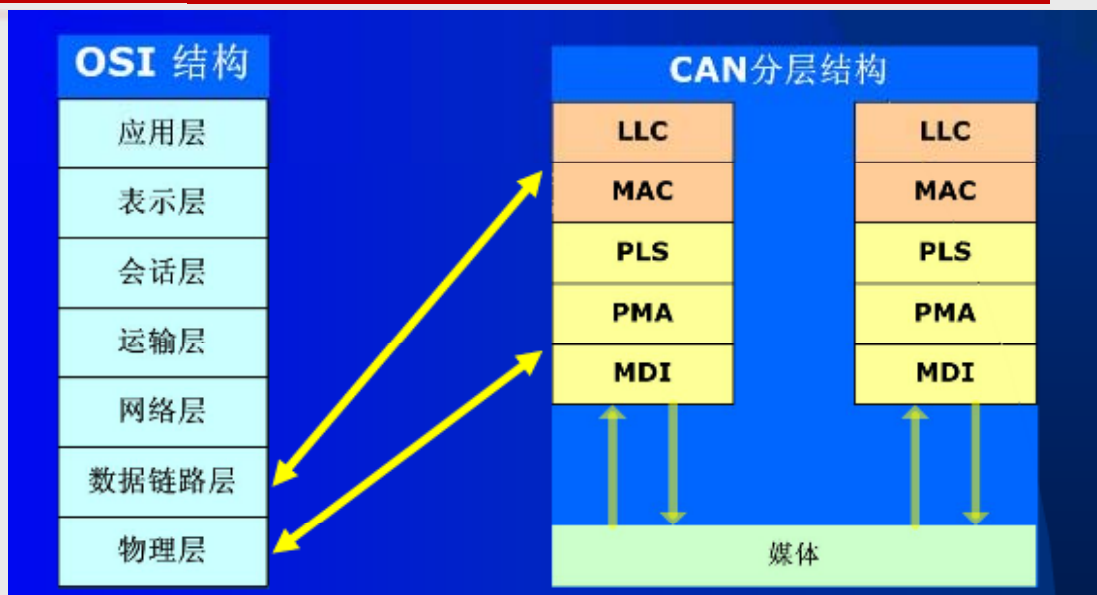 OSI 结构
应用层
表示层
会话层
运输层
网络层
数据链路层
物理层
CAN分层结构
LLC
MAC
PLS
PMA
MDI
LLC
MAC
PLS
PMA
MDI
媒体